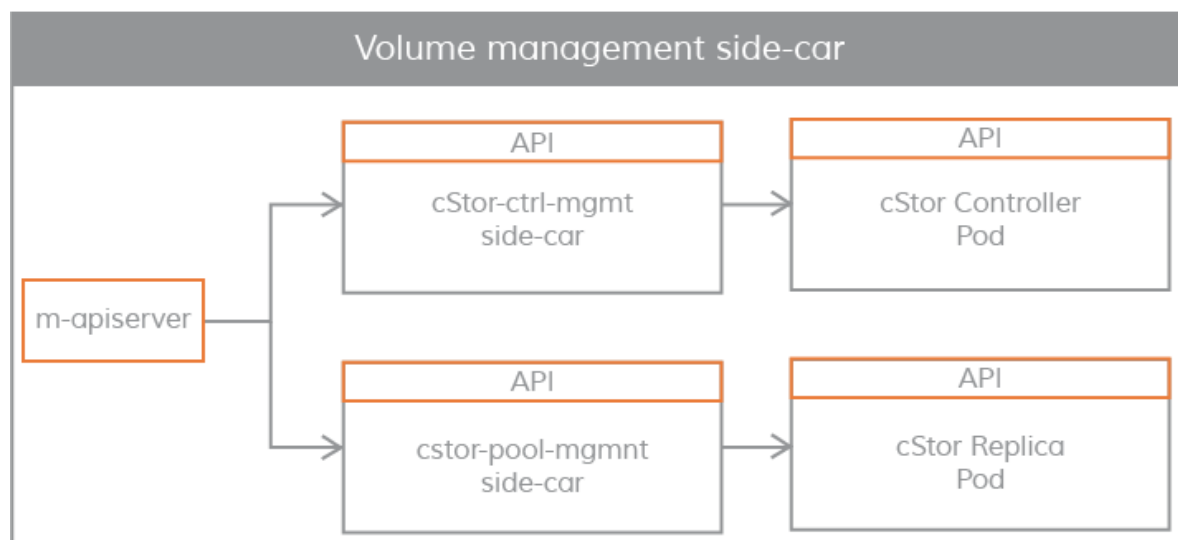 Volume management side-car
API
cStor-ctrl-mgmt
side-car
API
cStor Controller
Pod
m-apiserver
API
cstor-pool-mgmnt
side-car
API
cStor Replica
Pod